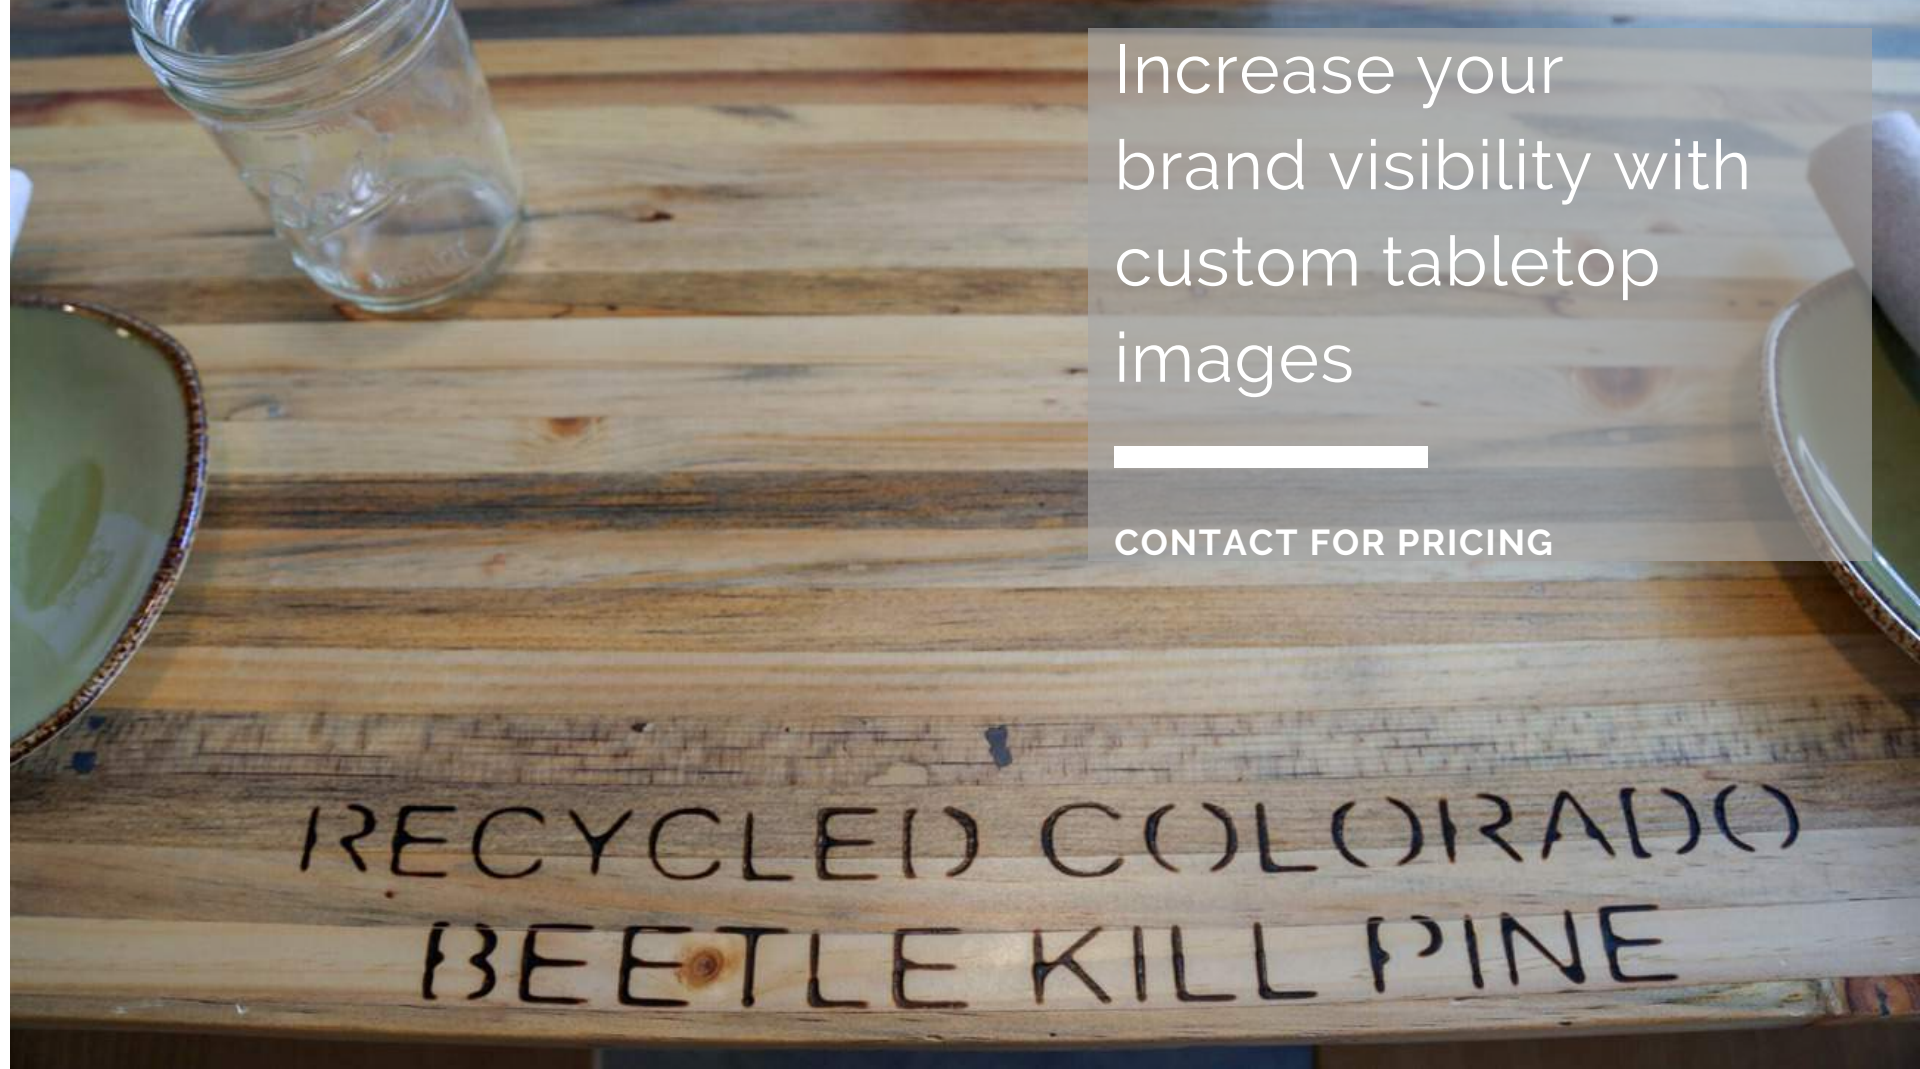 Increase your
brand visibility with
custom tabletop
images
CONTACT FOR PRICING
RECYCLED COLORADO
BEETLE KILL PINE